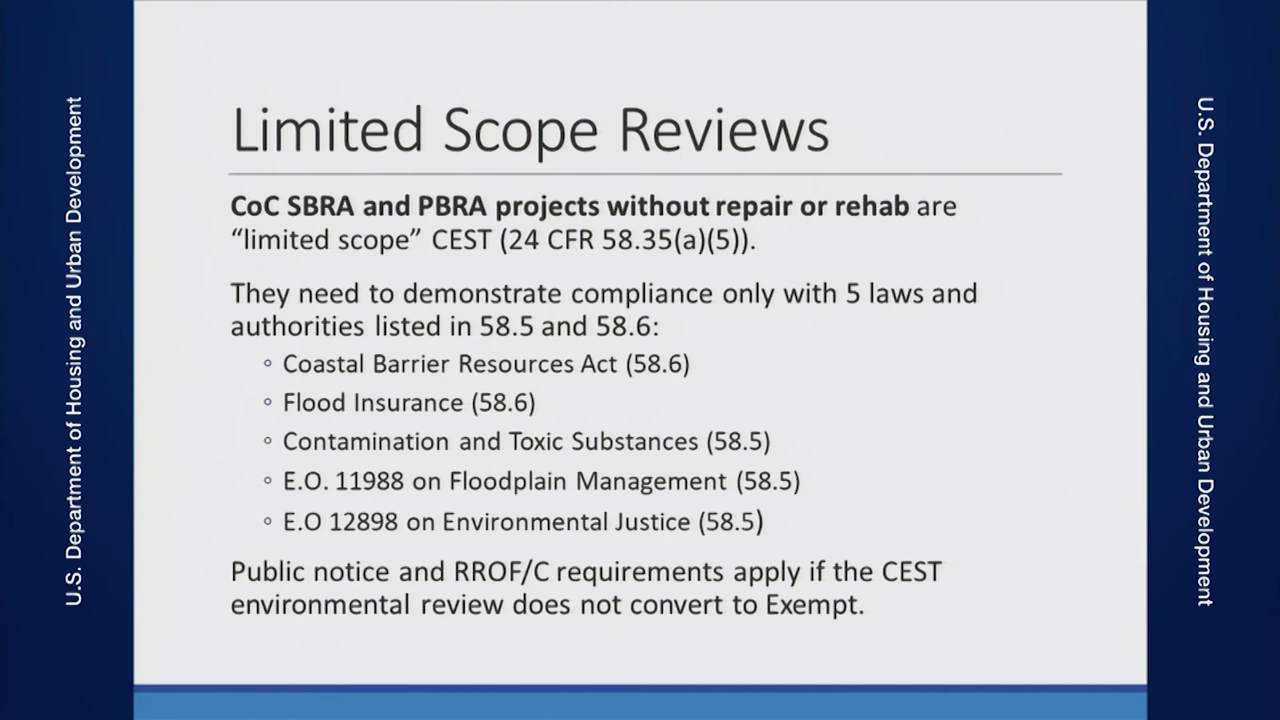 U.S. Department of Housing and Urban Development
Limited Scope Reviews
CoC SBRA and PBRA projects without repair or rehab are
“limited scope” CEST (24 CFR 58.35(a)(5)).
They need to demonstrate compliance only with 5 laws and
authorities listed in 58.5 and 58.6:
◦ Coastal Barrier Resources Act (58.6)
◦ Flood Insurance (58.6)
◦ Contamination and Toxic Substances (58.5)
◦ E.O. 11988 on Floodplain Management (58.5)
◦ E.O 12898 on Environmental Justice (58.5)
Public notice and RROF/C requirements apply if the CEST
environmental review does not convert to Exempt.
U.S. Department of Housing and Urban Development